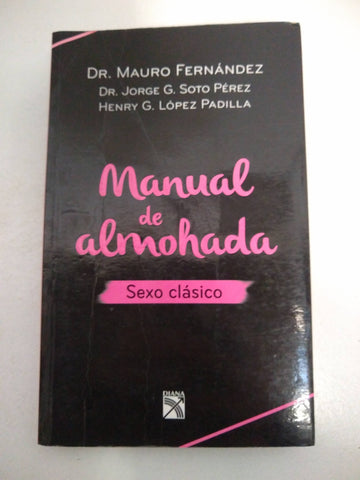 Dr. Mauro Fernández
Dr. Jorge G. Soto Pérez
Henry G. López Padilla
Manual
de
almohada
Sexo clásico
DIANA